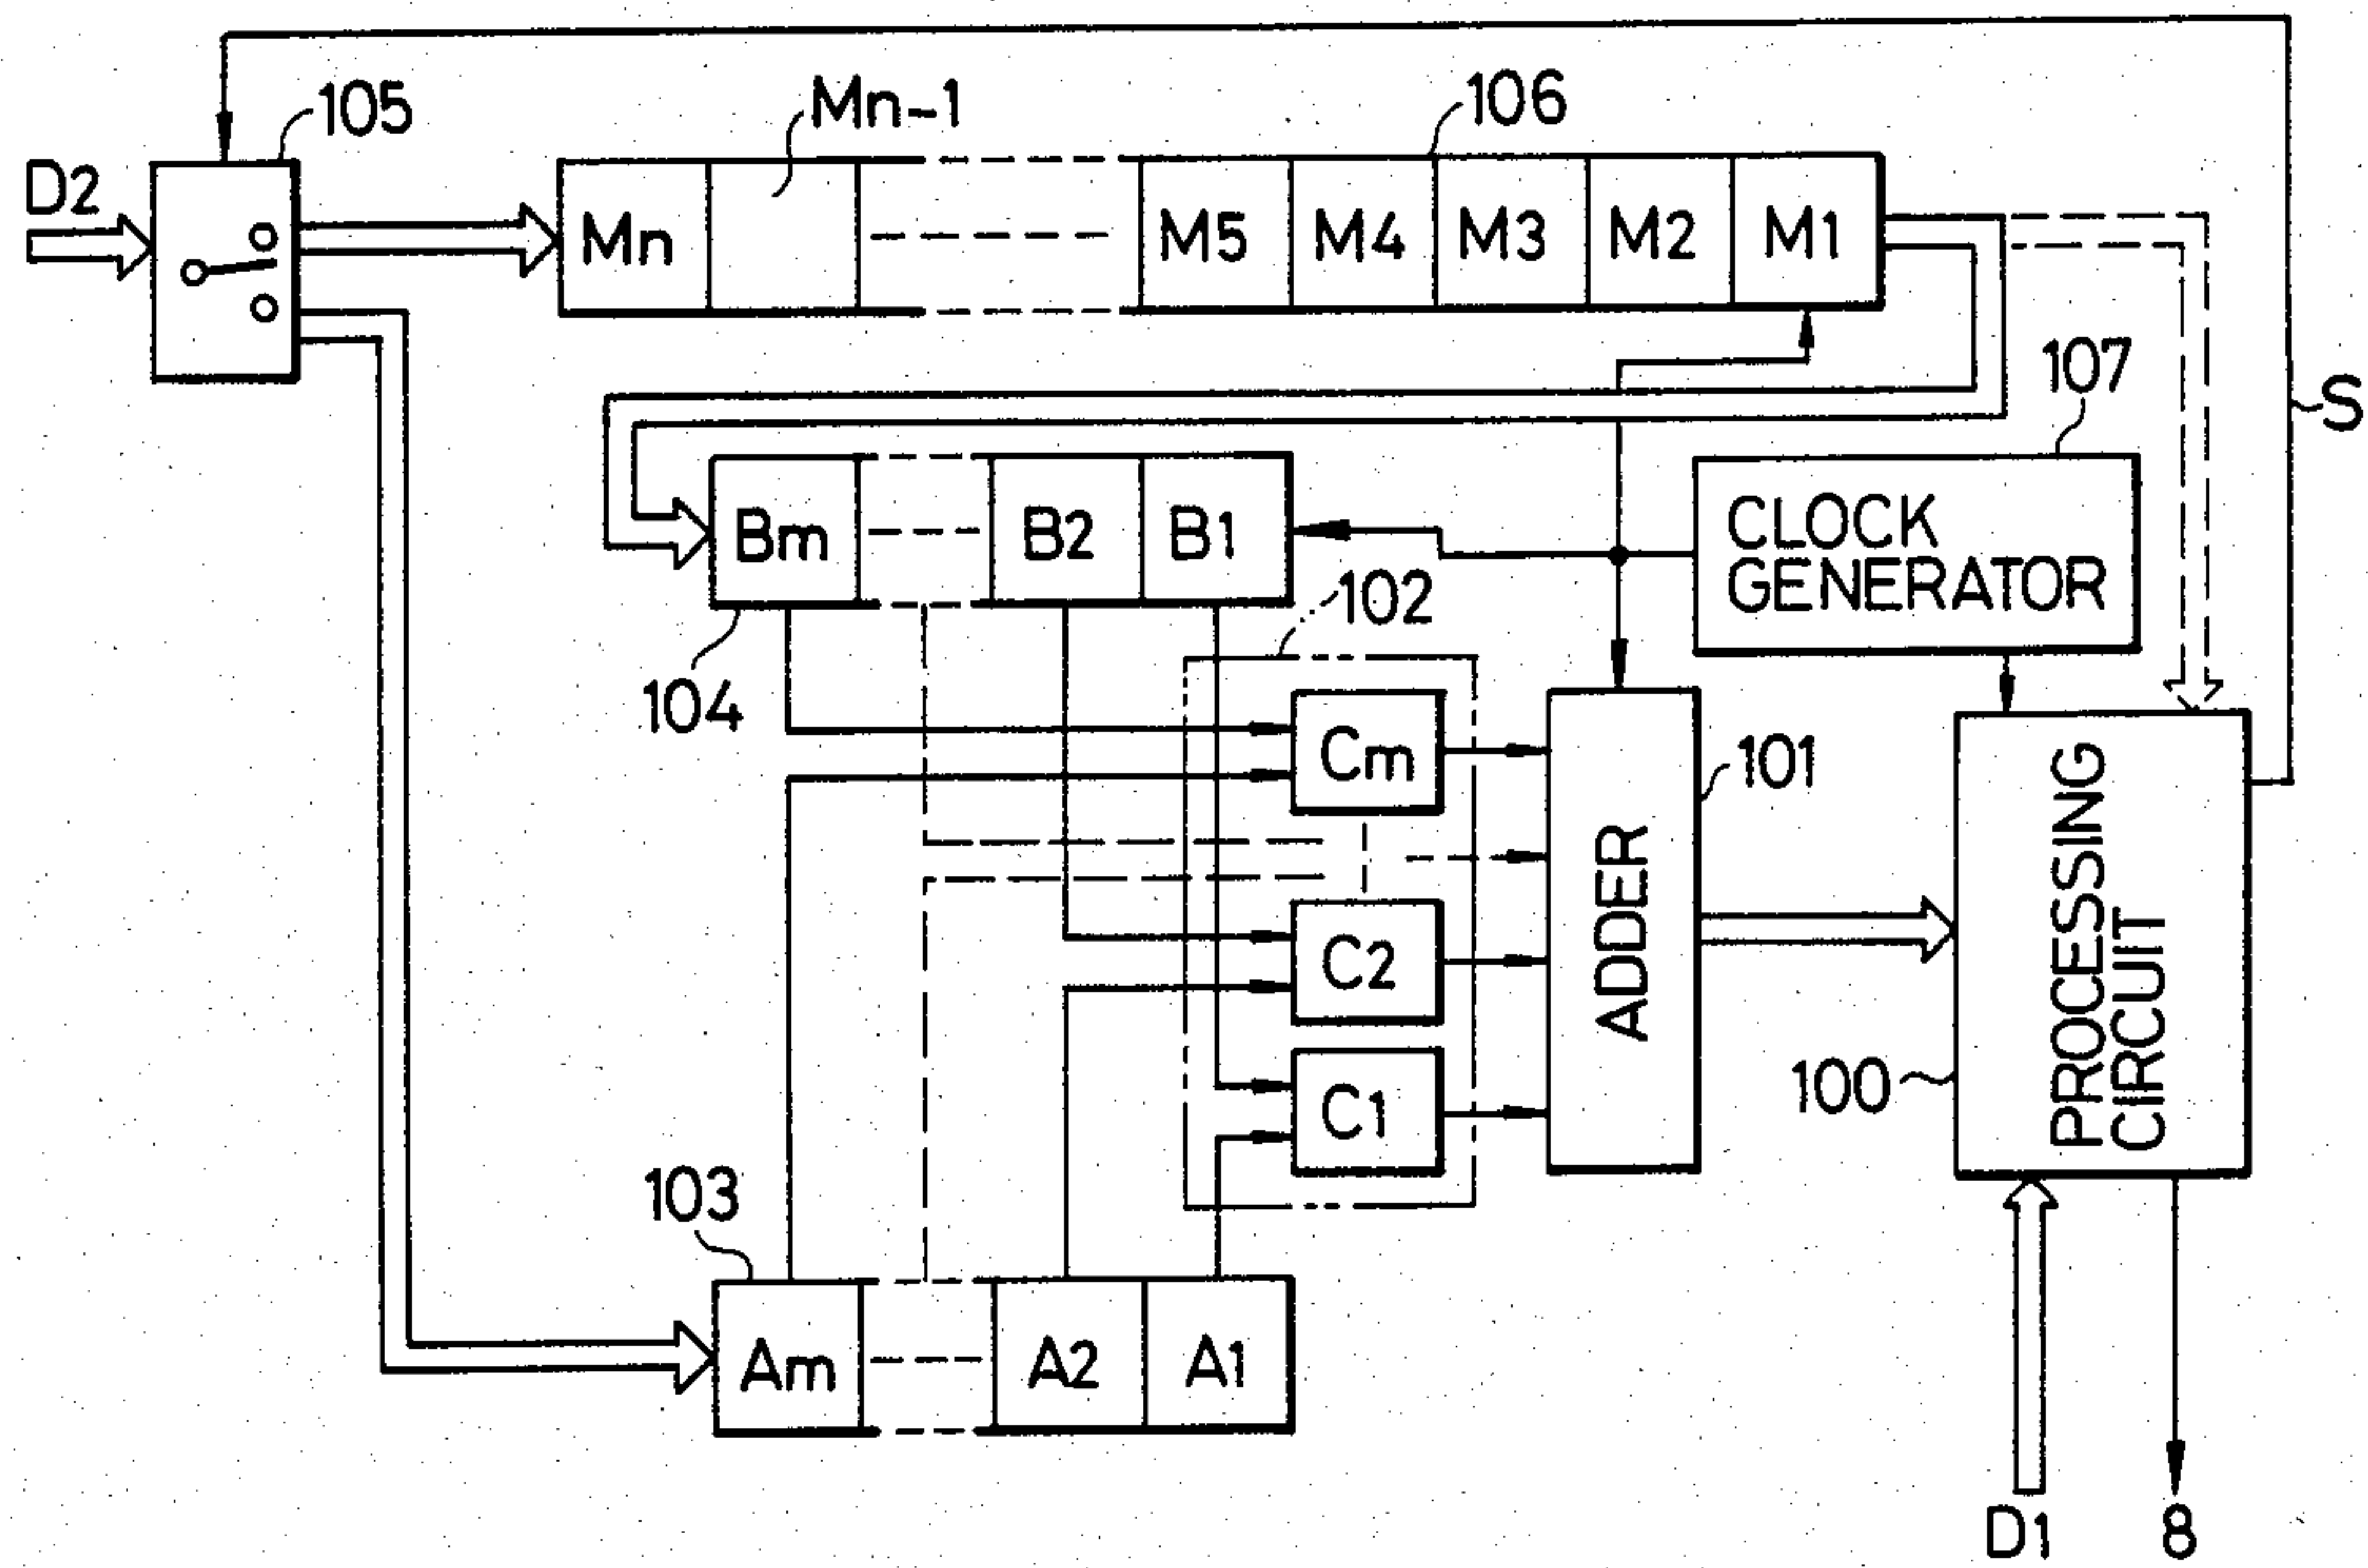 105
Mn-1
106
D2
Mn
M5
M4
M3
M2
M1
107
S
Bm
B2
B1
CLOCK
GENERATOR
102
104
Cm
101
ADDER
PROCESSING
CIRCUIT
C2
100
C1
103
Am
A2
A1
D1
8